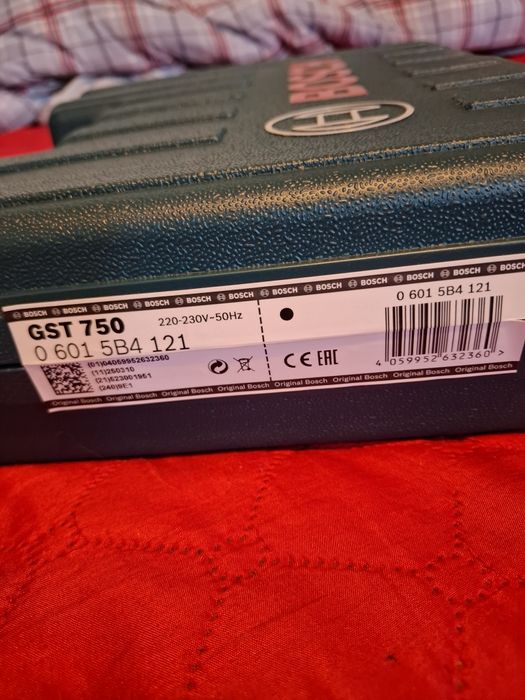 BOSCH
BOSCH BOSCH BOSCH BOSCH BOSCH BOSCH BOSCH BOSCH BOSCH BOSCH BOSCH BOSCH
GST 750
220-230V~50Hz
0 601 5B4 121
0 601 5B4 121
(01)04059952632360
(11)250310
(21)623001951
(240)9E1
CE EAC
4 059952 632360 >
Original Bosch Original Bosch Original Bosch Original Bosch Original Bosch Original Bosch Original Bosch Original Bosch